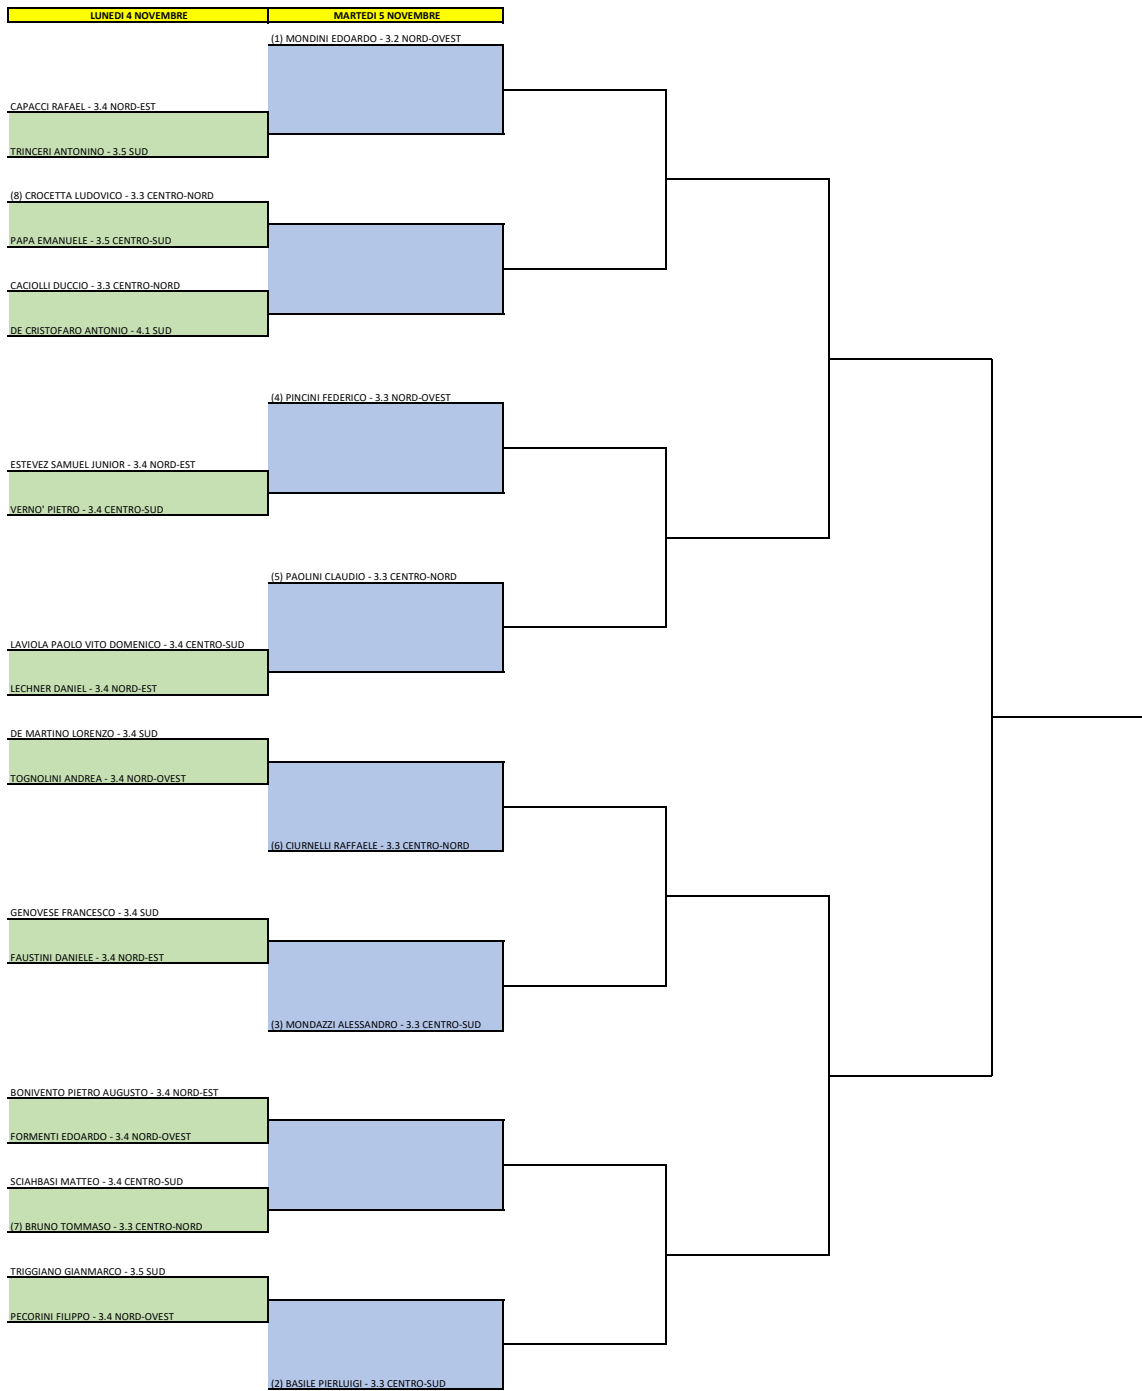 LUNEDI 4 NOVEMBRE
MARTEDI 5 NOVEMBRE
(1) MONDINI EDOARDO - 3.2 NORD-OVEST
CAPACCI RAFAEL - 3.4 NORD-EST
TRINCERI ANTONINO - 3.5 SUD
(8) CROCETTA LUDOVICO - 3.3 CENTRO-NORD
PAPA EMANUELE - 3.5 CENTRO-SUD
CACIOLLI DUCCIO - 3.3 CENTRO-NORD
DE CRISTOFARO ANTONIO - 4.1 SUD
(4) PINCINI FEDERICO - 3.3 NORD-OVEST
ESTEVEZ SAMUEL JUNIOR - 3.4 NORD-EST
VERNO' PIETRO - 3.4 CENTRO-SUD
(5) PAOLINI CLAUDIO - 3.3 CENTRO-NORD
LAVIOLA PAOLO VITO DOMENICO - 3.4 CENTRO-SUD
LECHNER DANIEL - 3.4 NORD-EST
DE MARTINO LORENZO - 3.4 SUD
TOGNOLINI ANDREA - 3.4 NORD-OVEST
(6) CIURNELLI RAFFAELE - 3.3 CENTRO-NORD
GENOVESE FRANCESCO - 3.4 SUD
FAUSTINI DANIELE - 3.4 NORD-EST
(3) MONDAZZI ALESSANDRO - 3.3 CENTRO-SUD
BONIVENTO PIETRO AUGUSTO - 3.4 NORD-EST
FORMENTI EDOARDO - 3.4 NORD-OVEST
SCIAHBASI MATTEO - 3.4 CENTRO-SUD
(7) BRUNO TOMMASO - 3.3 CENTRO-NORD
TRIGGIANO GIANMARCO - 3.5 SUD
PECORINI FILIPPO - 3.4 NORD-OVEST
(2) BASILE PIERLUIGI - 3.3 CENTRO-SUD